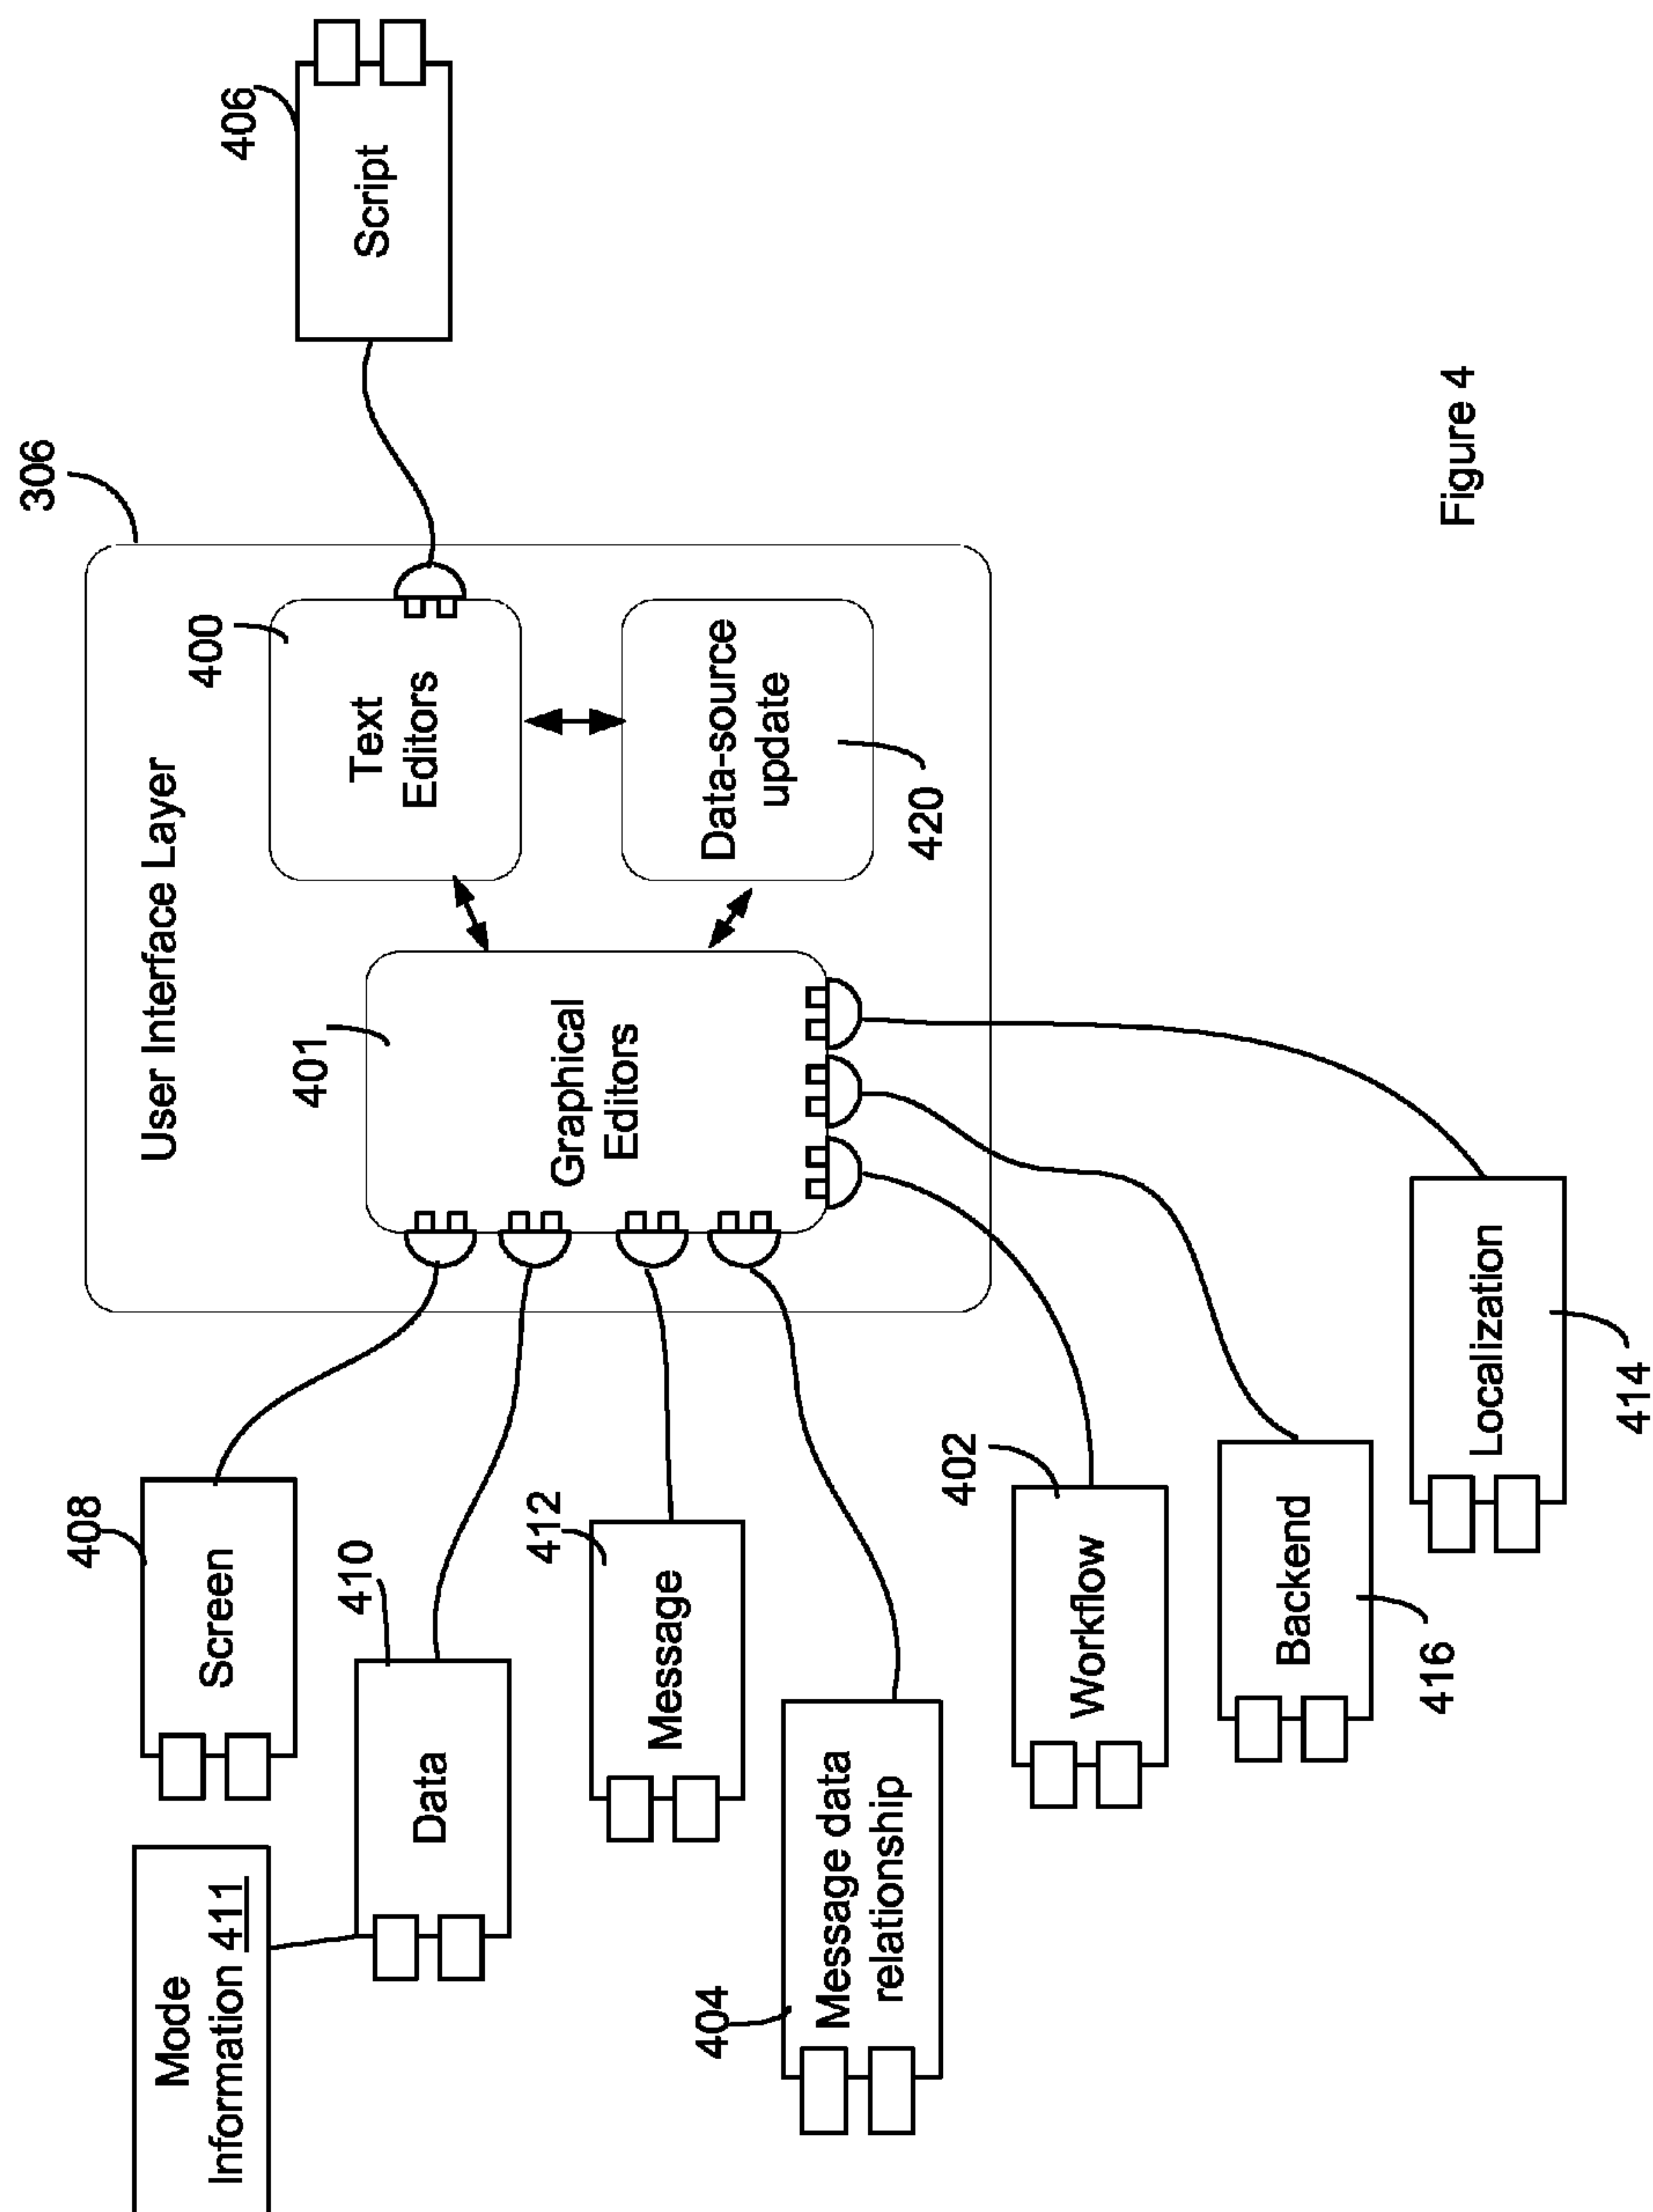 306
User Interface Layer
408
Screen
Mode
Information 411
410
Data
412
Message
404
Message data
relationship
401
Graphical
Editors
400
Text
Editors
Data-source
update
420
406
Script
402
Workflow
Backend
416
Localization
414
Figure 4